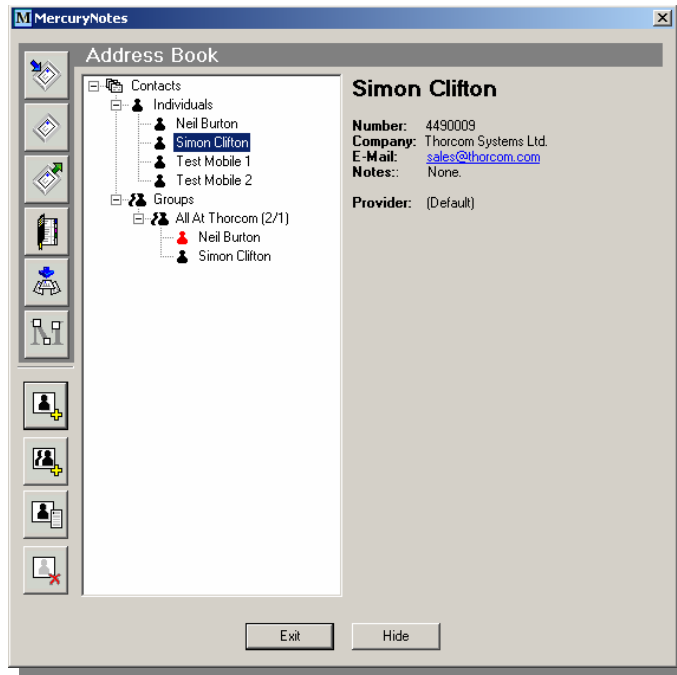 M MercuryNotes
Address Book
Contacts
Individuals
Neil Burton
Simon Clifton
Test Mobile 1
Test Mobile 2
Groups
All At Thorcom (2/1)
Neil Burton
Simon Clifton
Simon Clifton
Number: 4490009
Company: Thorcom Systems Ltd.
E-Mail: sales@thorcom.com
Notes:: None.
Provider: (Default)
Exit
Hide